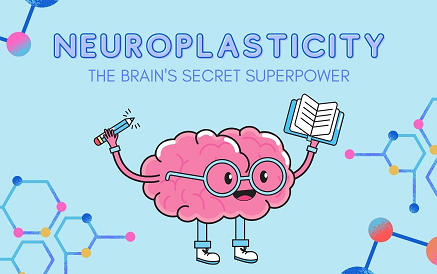 NEUROPLASTICITY
THE BRAIN'S SECRET SUPERPOWER